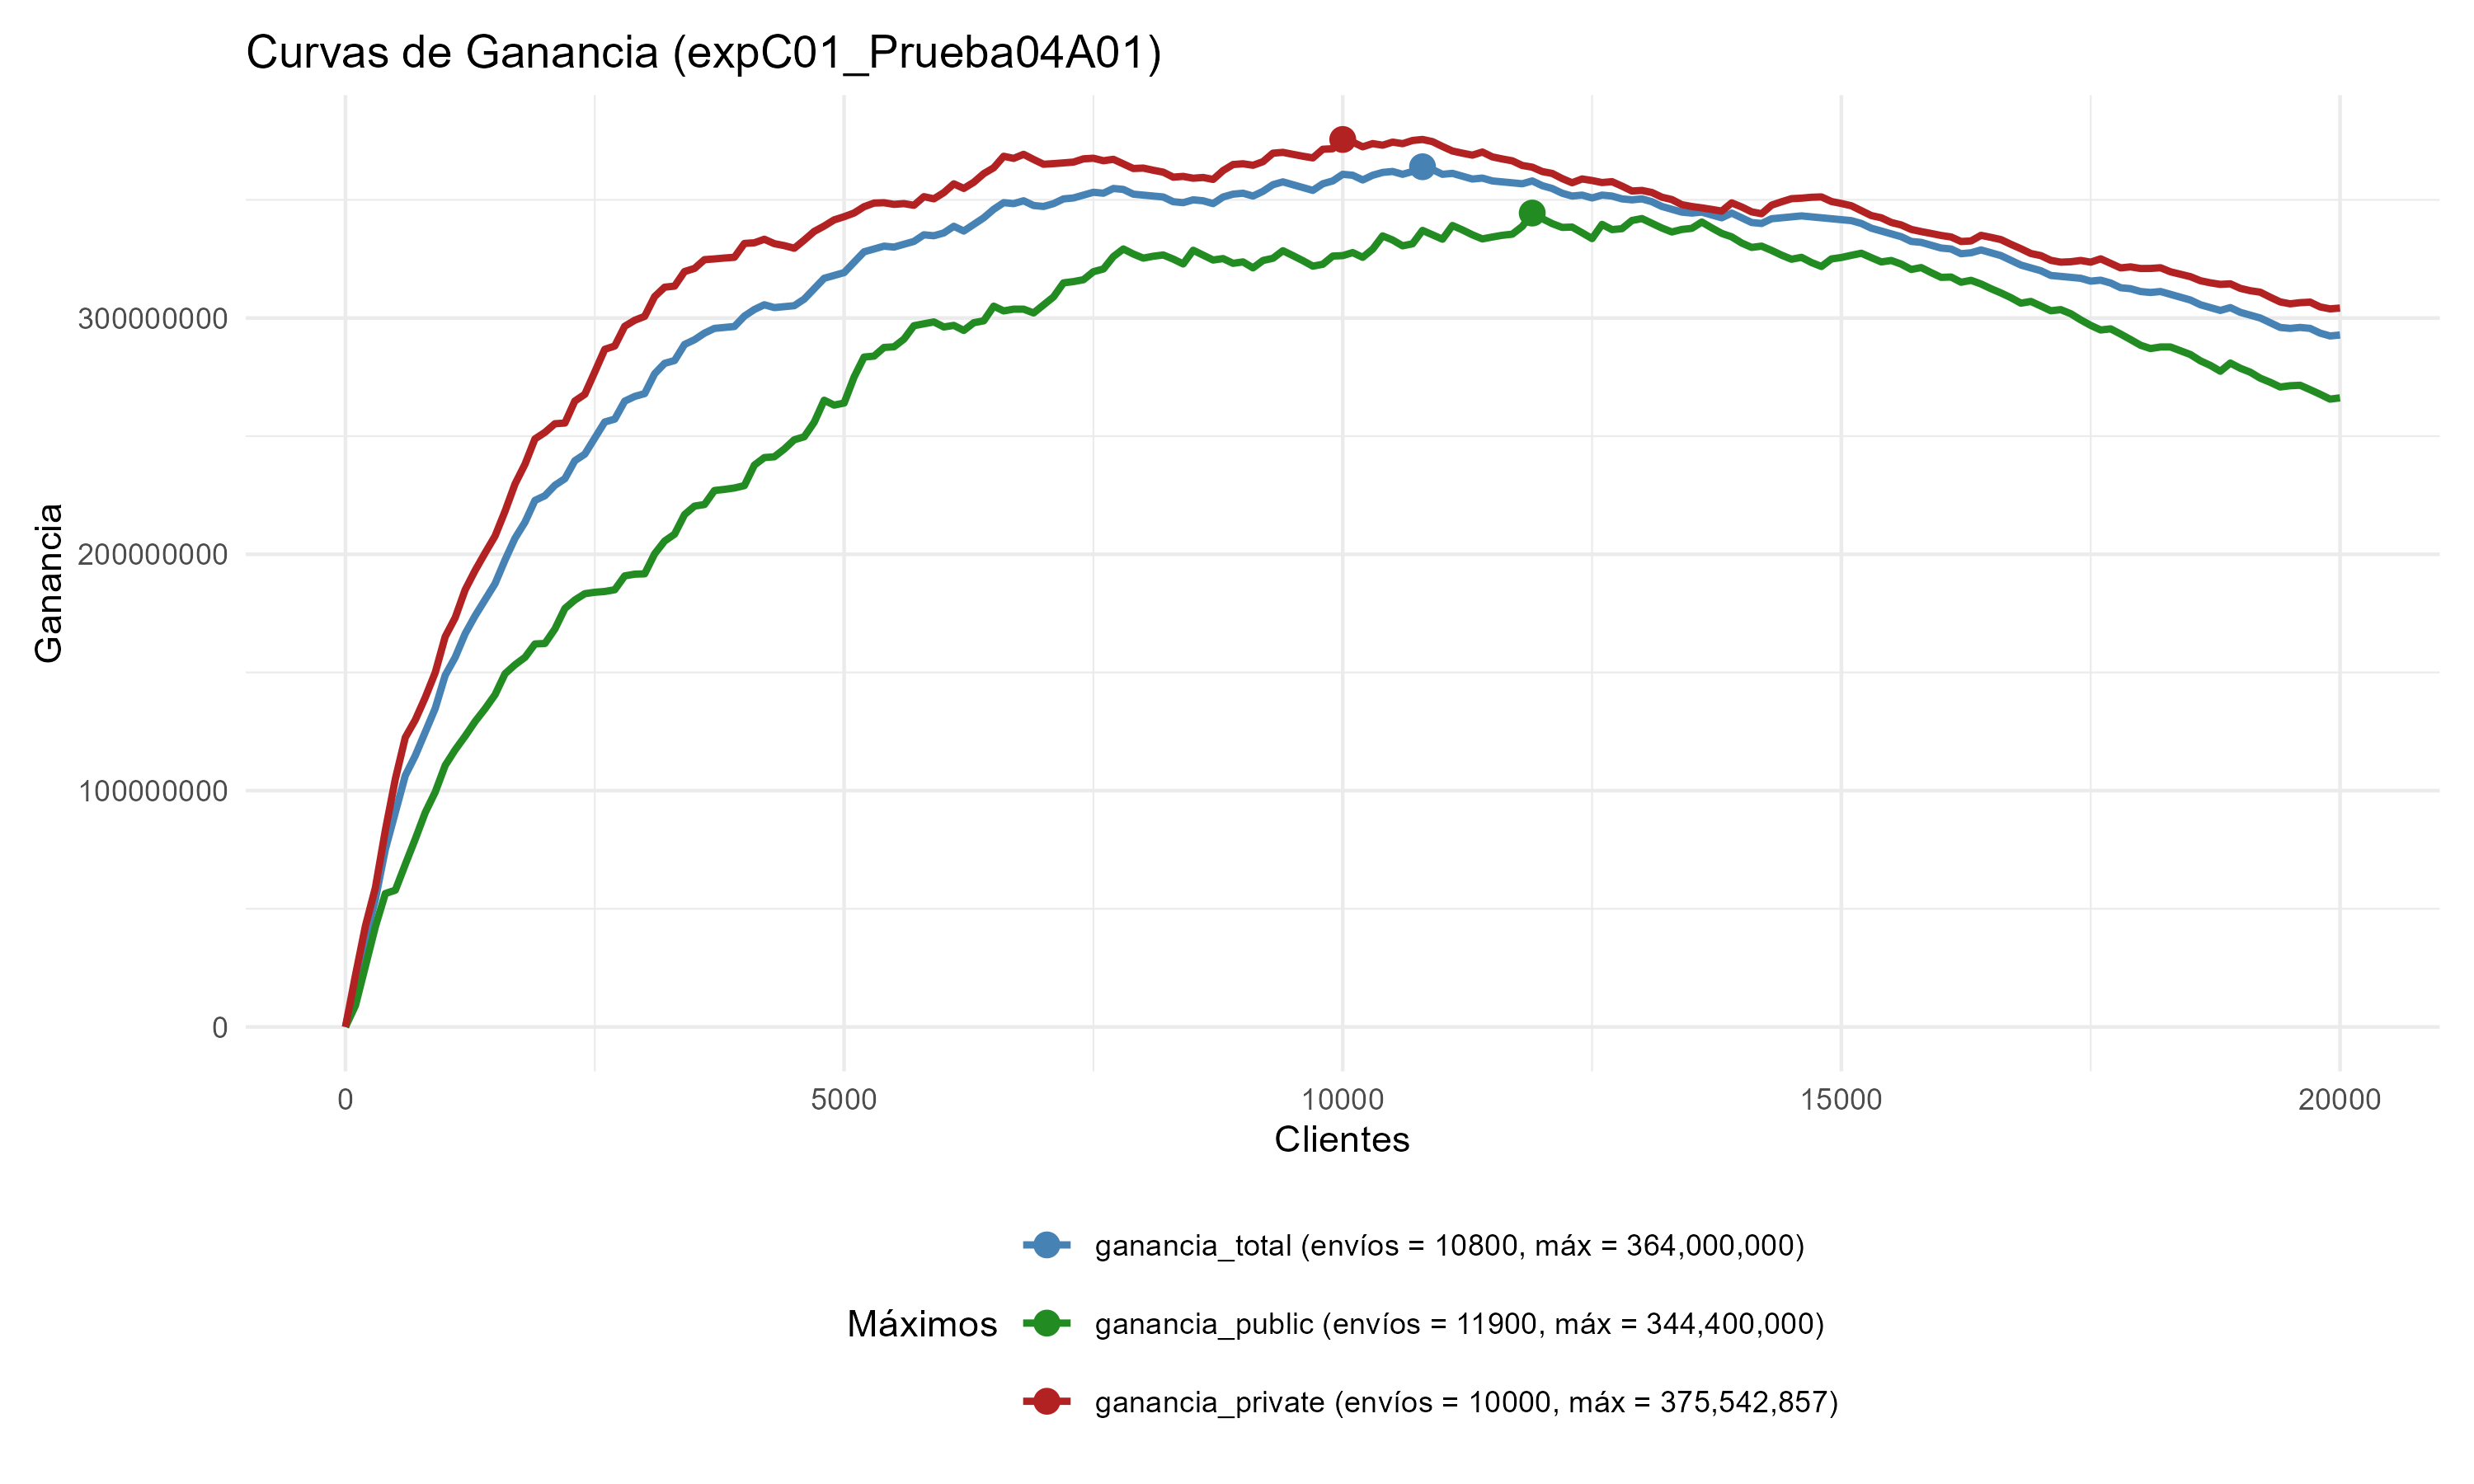 Curvas de Ganancia (expC01_Prueba04A01)
Ganancia
300000000
200000000
100000000
0
0 5000 10000 15000 20000
Clientes
Máximos
ganancia_total (envíos = 10800, máx = 364,000,000)
ganancia_public (envíos = 11900, máx = 344,400,000)
ganancia_private (envíos = 10000, máx = 375,542,857)